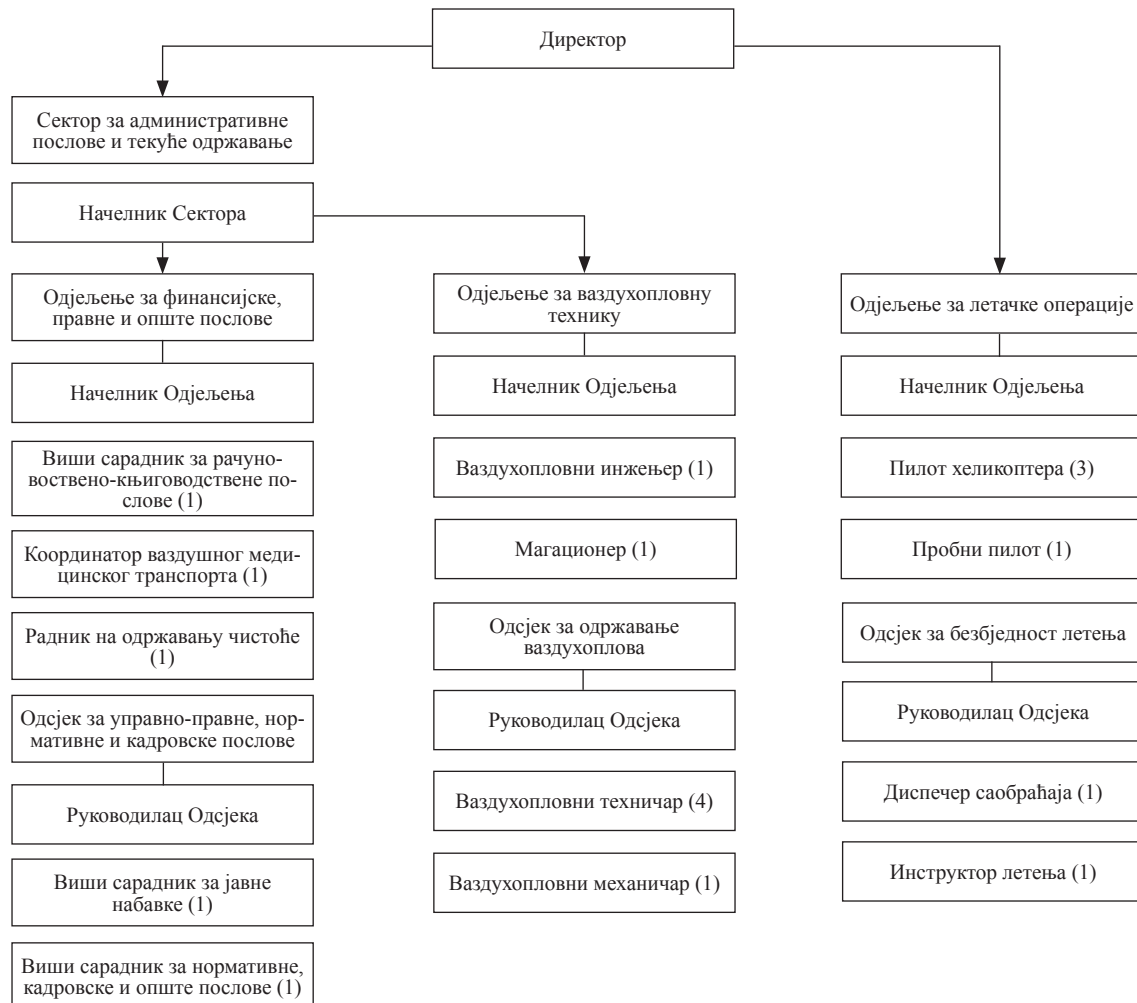 Директор
Сектор за административне
послове и текуће одржавање
Начелник Сектора
Одјељење за финансијске,
правне и опште послове
Начелник Одјељења
Виши сарадник за рачуно-
воствено-књиговодствене по-
слове (1)
Координатор ваздушног меди-
цинског транспорта (1)
Радник на одржавању чистоће
(1)
Одсјек за управно-правне, нор-
мативне и кадровске послове
Руководилац Одсјека
Виши сарадник за јавне
набавке (1)
Виши сарадник за нормативне,
кадровске и опште послове (1)
Одјељење за ваздухопловну
технику
Начелник Одјељења
Ваздухопловни инжењер (1)
Магационер (1)
Одсјек за одржавање
ваздухоплова
Руководилац Одсјека
Ваздухопловни техничар (4)
Ваздухопловни механичар (1)
Одјељење за летачке операције
Начелник Одјељења
Пилот хеликоптера (3)
Пробни пилот (1)
Одсјек за безбједност летења
Руководилац Одсјека
Диспечер саобраћаја (1)
Инструктор летења (1)